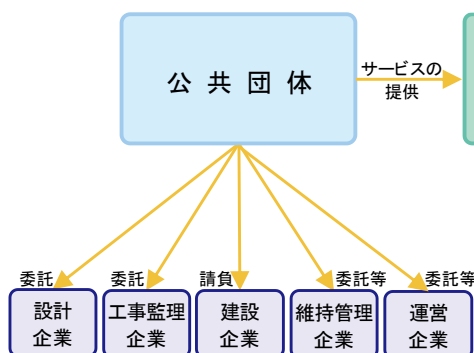 公共団体
サービスの
提供
委託
委託
請負
委託等
委託等
設計
企業
工事監理
企業
建設
企業
維持管理
企業
運営
企業